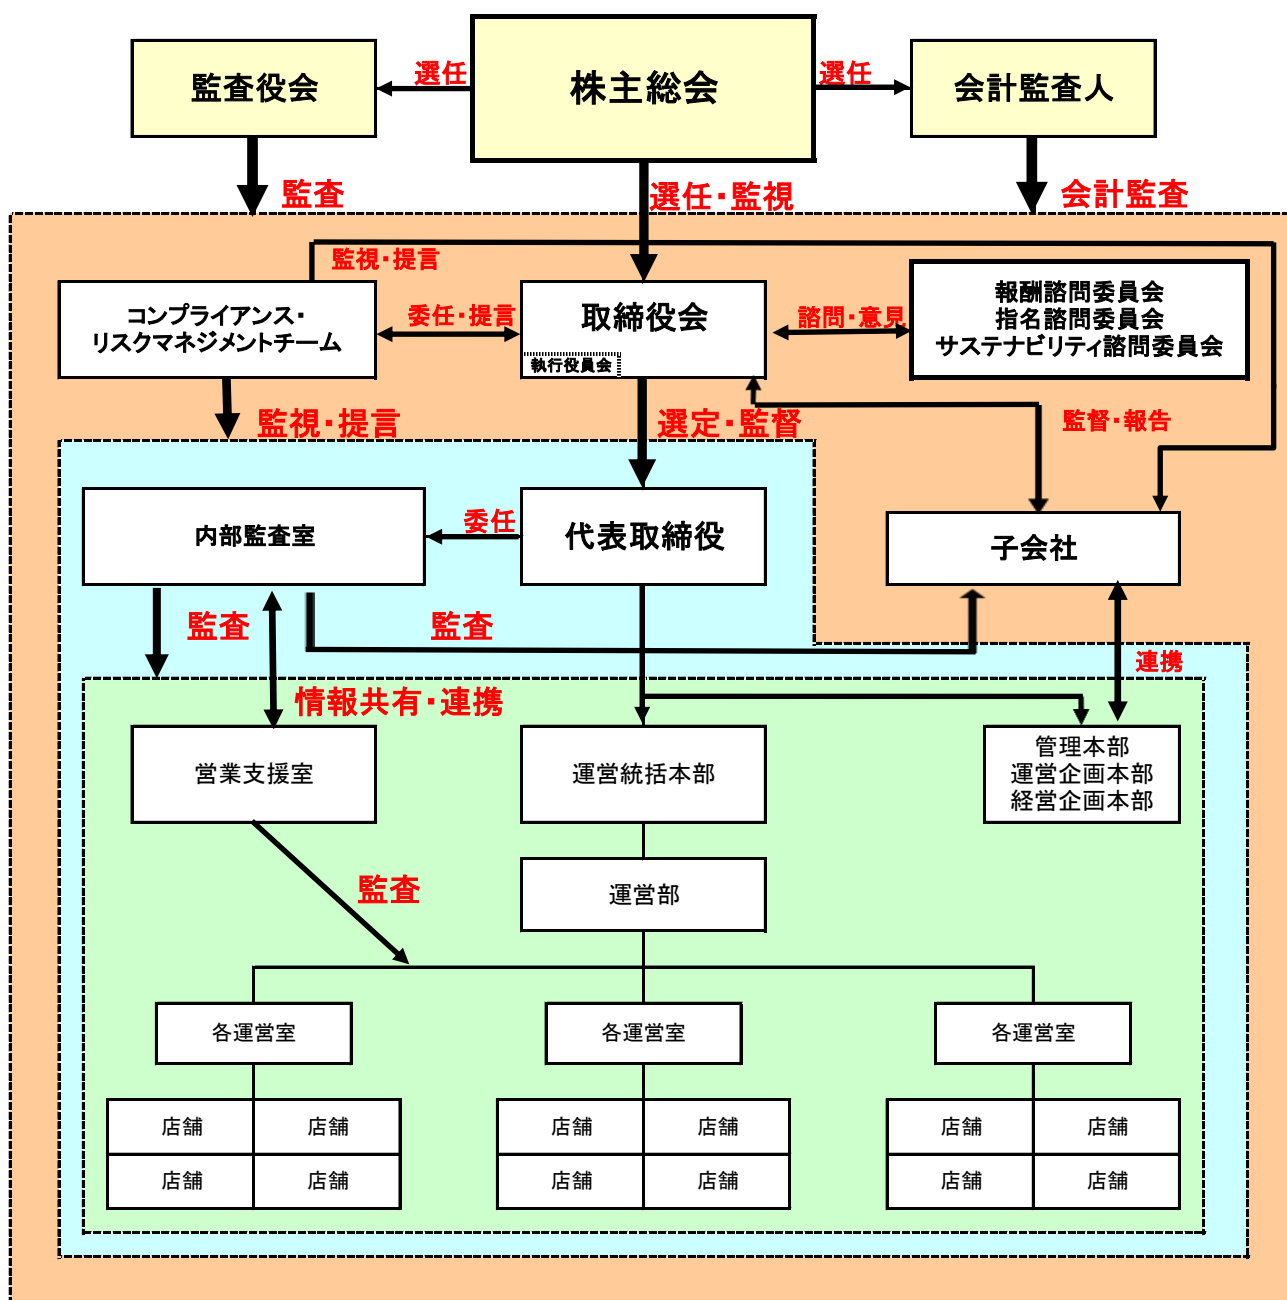 監査役会
選任
株主総会
選任
会計監査人
監査
選任・監視
会計監査
監視・提言
コンプライアンス・
リスクマネジメントチーム
委任・提言
取締役会
執行役員会
諮問・意見
報酬諮問委員会
指名諮問委員会
サステナビリティ諮問委員会
監視・提言
選定・監督
監督・報告
内部監査室
委任
代表取締役
子会社
監査
監査
連携
情報共有・連携
営業支援室
運営統括本部
管理本部
運営企画本部
経営企画本部
監査
運営部
各運営室
各運営室
各運営室
店舗 店舗 店舗 店舗 店舗 店舗
店舗 店舗 店舗 店舗 店舗 店舗